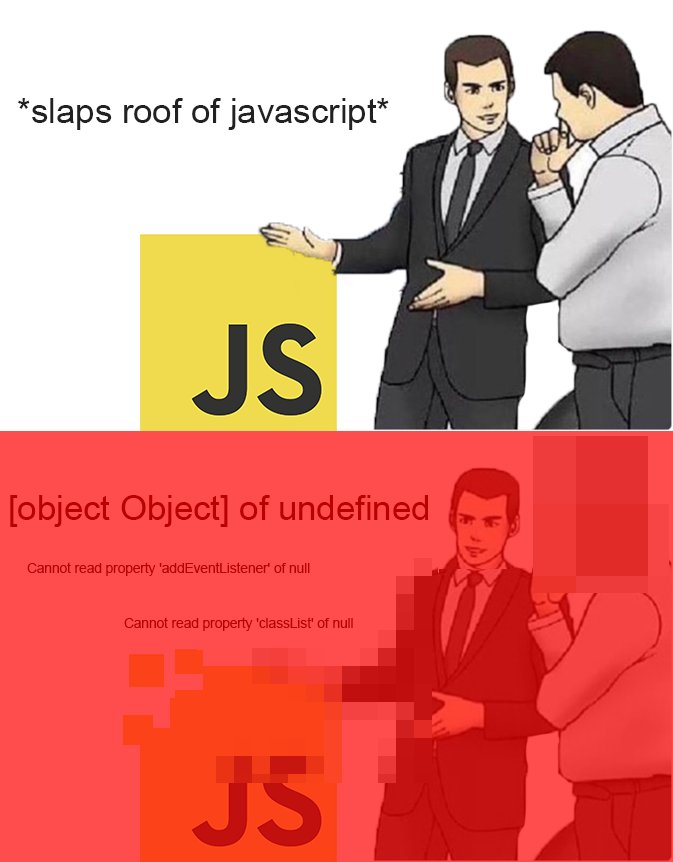 *slaps roof of javascript*
JS
[object Object] of undefined
Cannot read property 'addEventListener' of null
Cannot read property 'classList' of null
JS